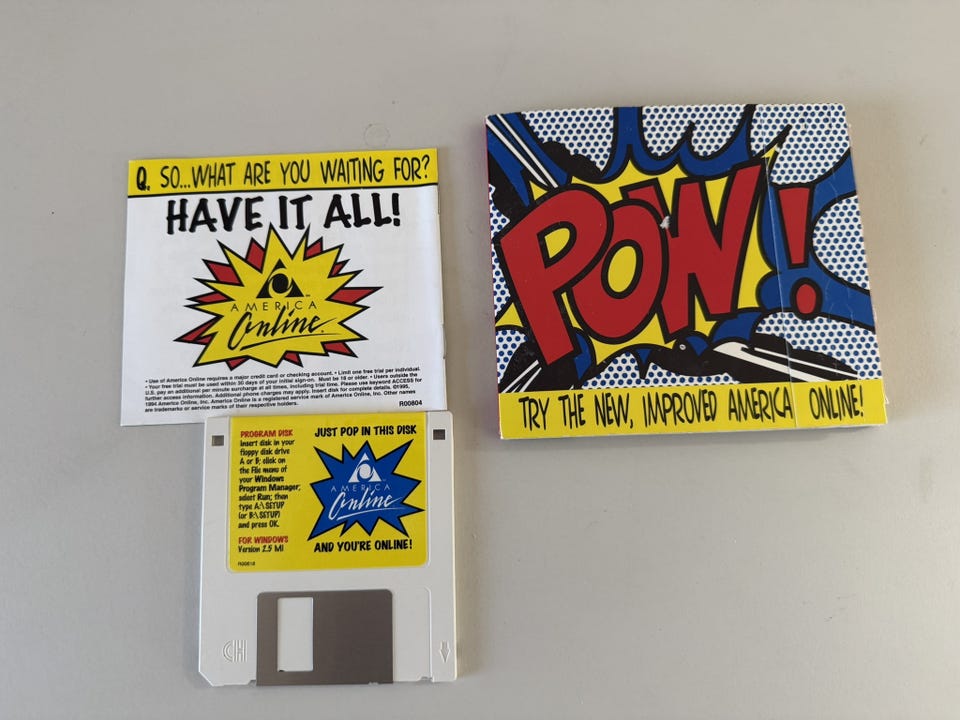 Q. SO...WHAT ARE YOU WAITING FOR?
HAVE IT ALL!
AMERICA
Online
• Use of America Online requires a major credit card or checking account. • Limit one free trial per individual.
• Your free trial must be used within 30 days of your initial sign-on. Must be 18 or older. • Users outside the
U.S. pay an additional per minute surcharge at all times, including trial time. Please use keyword ACCESS for
further access information. Additional phone charges may apply. Insert disk for complete details. ©1995,
1994 America Online, Inc. America Online is a registered service mark of America Online, Inc. Other names
are trademarks or service marks of their respective holders.
R00804
POW!
TRY THE NEW, IMPROVED AMERICA ONLINE!
PROGRAM DISK
Insert disk in your
floppy disk drive
A or B; click on
the File menu of
your Windows
Program Manager;
select Run; then
type A:\SETUP
(or B:\SETUP)
and press OK.
FOR WINDOWS
Version 2.5 M1
R00618
JUST POP IN THIS DISK
AMERICA
Online
AND YOU'RE ONLINE!